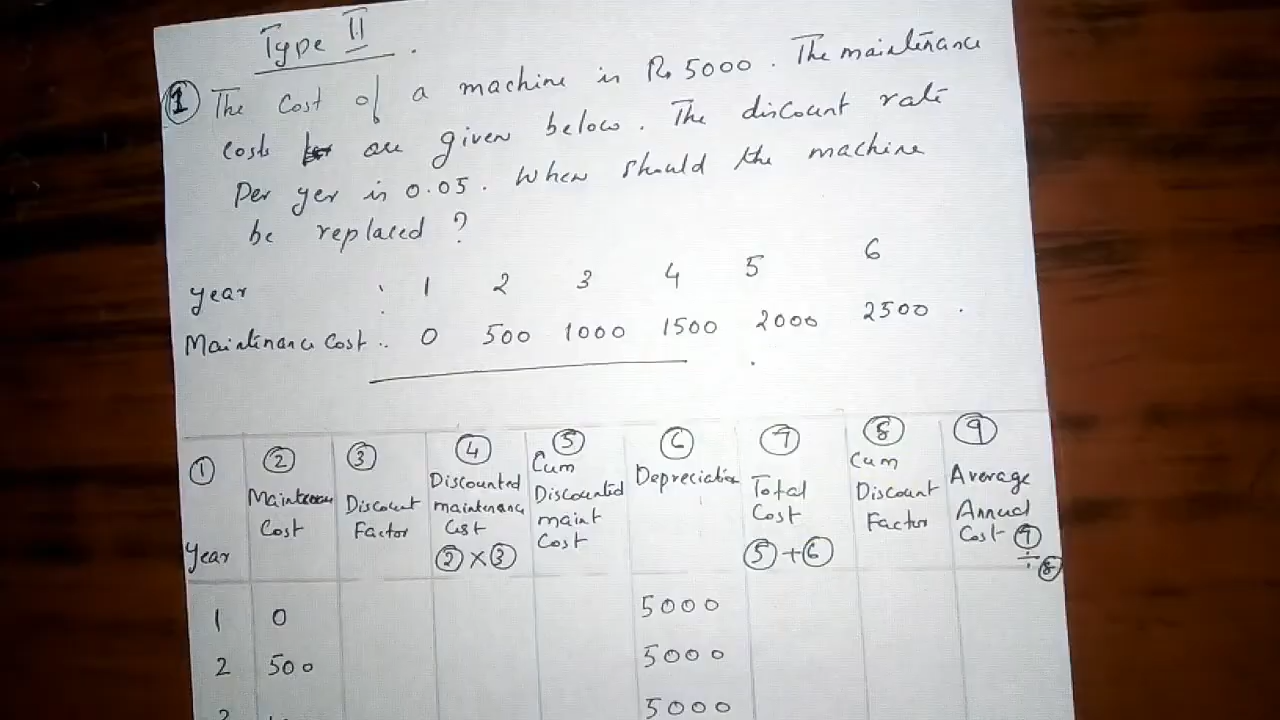 Type II.
① The Cost of a machine is Rs 5000. The maintenance
costs are given below. The discount rate
Per yer is 0.05. When should the machine
be replaced?
year : 1 2 3 4 5 6
Maintenance Cost : 0 500 1000 1500 2000 2500.
① ② ③ ④ ⑤ ⑥ ⑦ ⑧ ⑨
Year
Maintenance
Cost
Discount
Factor
Discounted
maintenance
Cost
②×③
Cum
Discounted
maint
Cost
Depreciation
Total
Cost
⑤+⑥
Cum
Discount
Factor
Average
Annual
Cost ⑦
÷⑧
1 0 5000
2 500 5000
3 5000